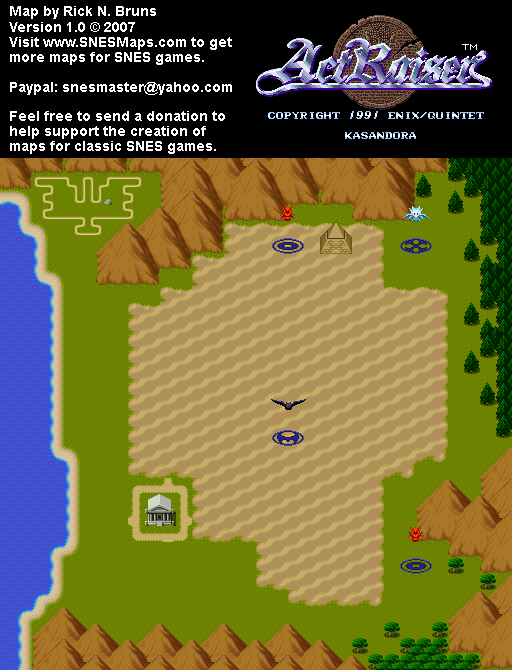 Map by Rick N. Bruns
Version 1.0 © 2007
Visit www.SNESMaps.com to get
more maps for SNES games.
Paypal: snesmaster@yahoo.com
Feel free to send a donation to
help support the creation of
maps for classic SNES games.
ActRaiser™
COPYRIGHT 1991 ENIX/QUINTET
KASANDORA